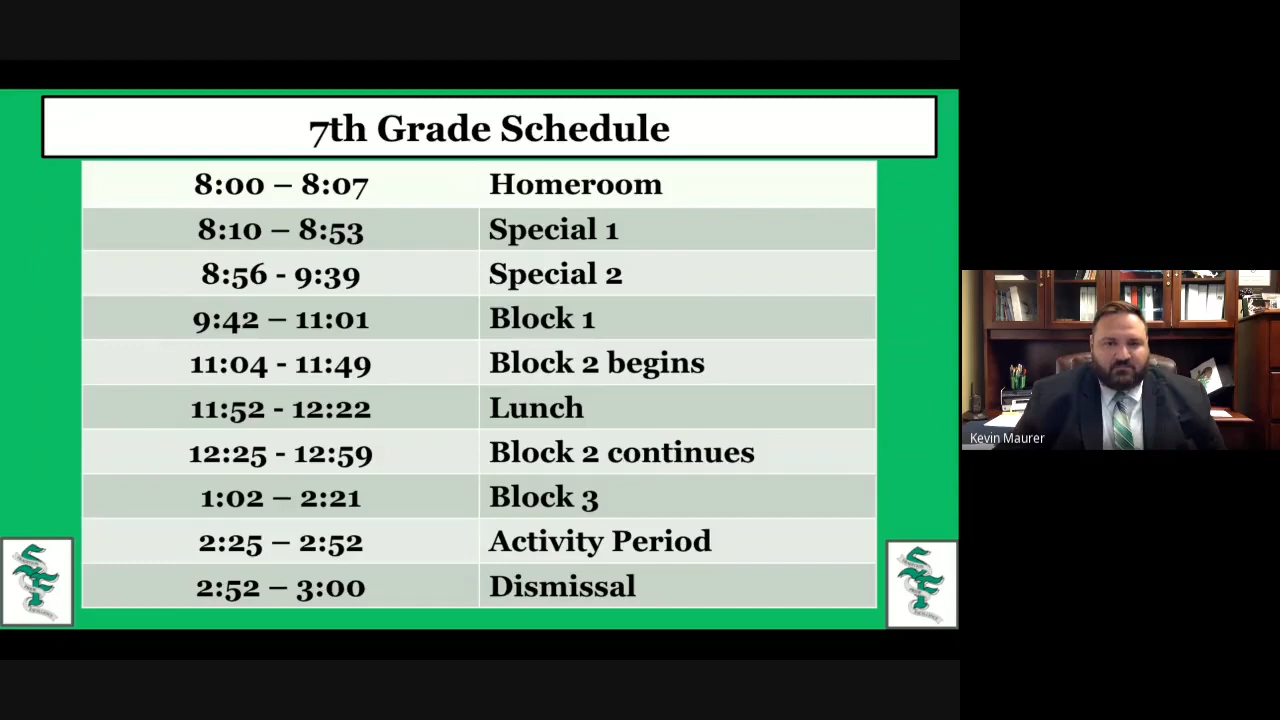 7th Grade Schedule
8:00 – 8:07 Homeroom
8:10 – 8:53 Special 1
8:56 - 9:39 Special 2
9:42 – 11:01 Block 1
11:04 - 11:49 Block 2 begins
11:52 - 12:22 Lunch
12:25 - 12:59 Block 2 continues
1:02 – 2:21 Block 3
2:25 – 2:52 Activity Period
2:52 – 3:00 Dismissal
Kevin Maurer